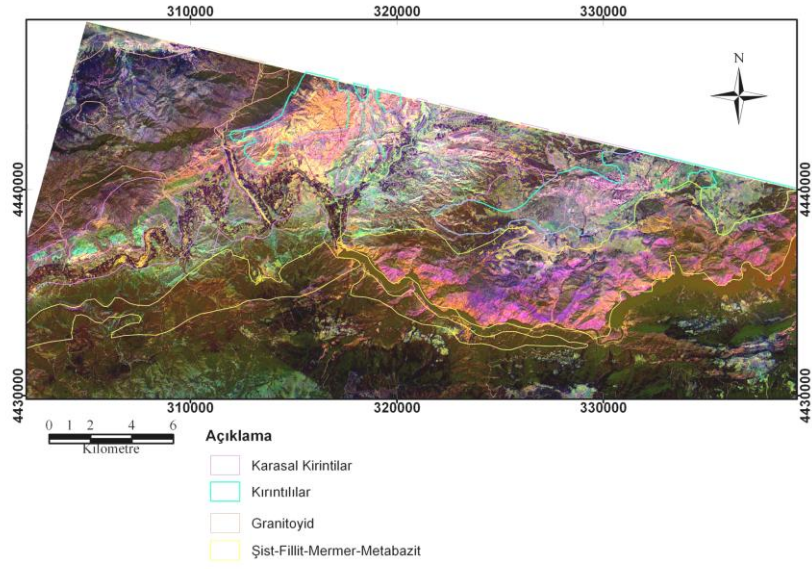 310000 320000 330000
N
4440000 4440000
4430000 4430000
310000 320000 330000
0 1 2 4 6
Kilometre
Açıklama
Karasal Kirintilar
Kırıntılılar
Granitoyid
Şist-Fillit-Mermer-Metabazit